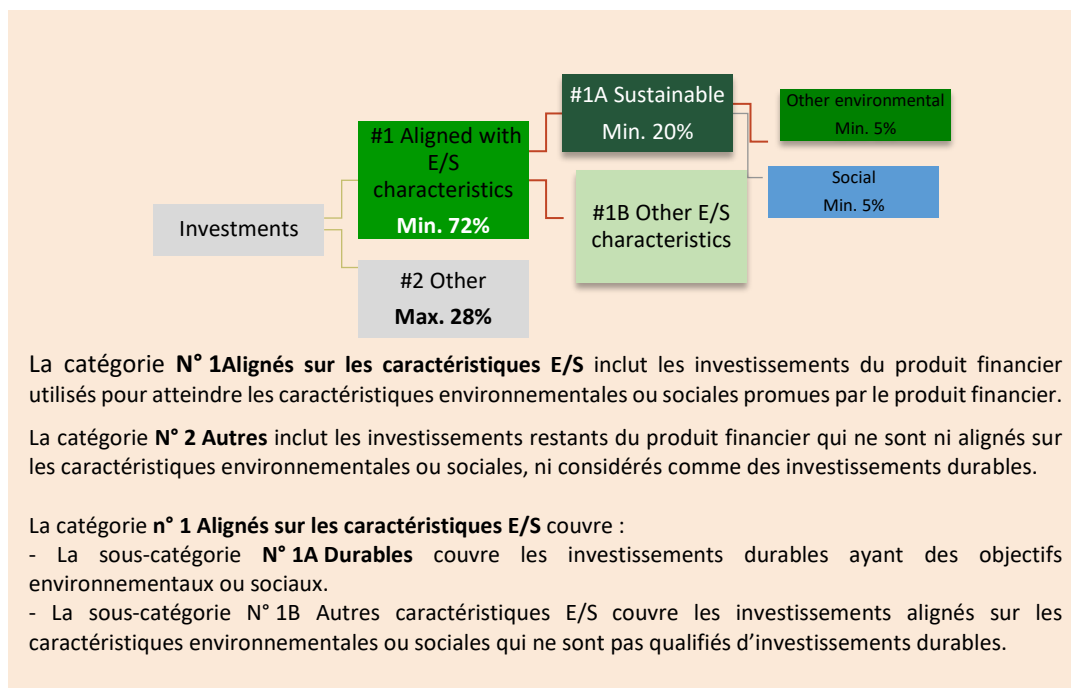 #1A Sustainable
Min. 20%
Other environmental
Min. 5%
#1 Aligned with
E/S
characteristics
Min. 72%
Social
Min. 5%
Investments
#1B Other E/S
characteristics
#2 Other
Max. 28%
La catégorie N° 1Alignés sur les caractéristiques E/S inclut les investissements du produit financier
utilisés pour atteindre les caractéristiques environnementales ou sociales promues par le produit financier.
La catégorie N° 2 Autres inclut les investissements restants du produit financier qui ne sont ni alignés sur
les caractéristiques environnementales ou sociales, ni considérés comme des investissements durables.
La catégorie n° 1 Alignés sur les caractéristiques E/S couvre :
- La sous-catégorie N° 1A Durables couvre les investissements durables ayant des objectifs
environnementaux ou sociaux.
- La sous-catégorie N° 1B Autres caractéristiques E/S couvre les investissements alignés sur les
caractéristiques environnementales ou sociales qui ne sont pas qualifiés d’investissements durables.